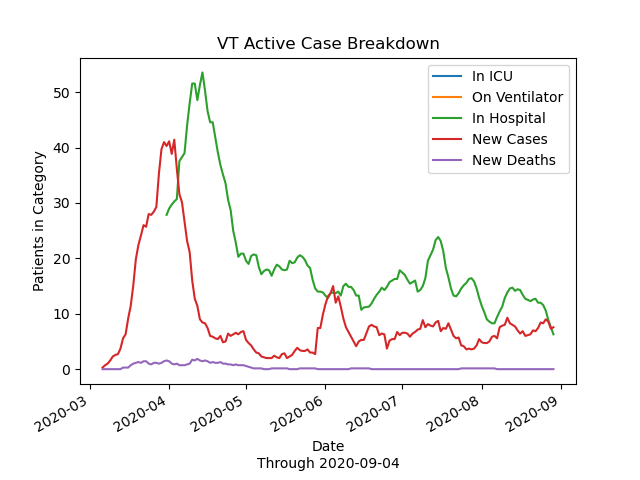 VT Active Case Breakdown
In ICU
On Ventilator
In Hospital
New Cases
New Deaths
Patients in Category
50
40
30
20
10
0
2020-03
2020-04
2020-05
2020-06
2020-07
2020-08
2020-09
Date
Through 2020-09-04